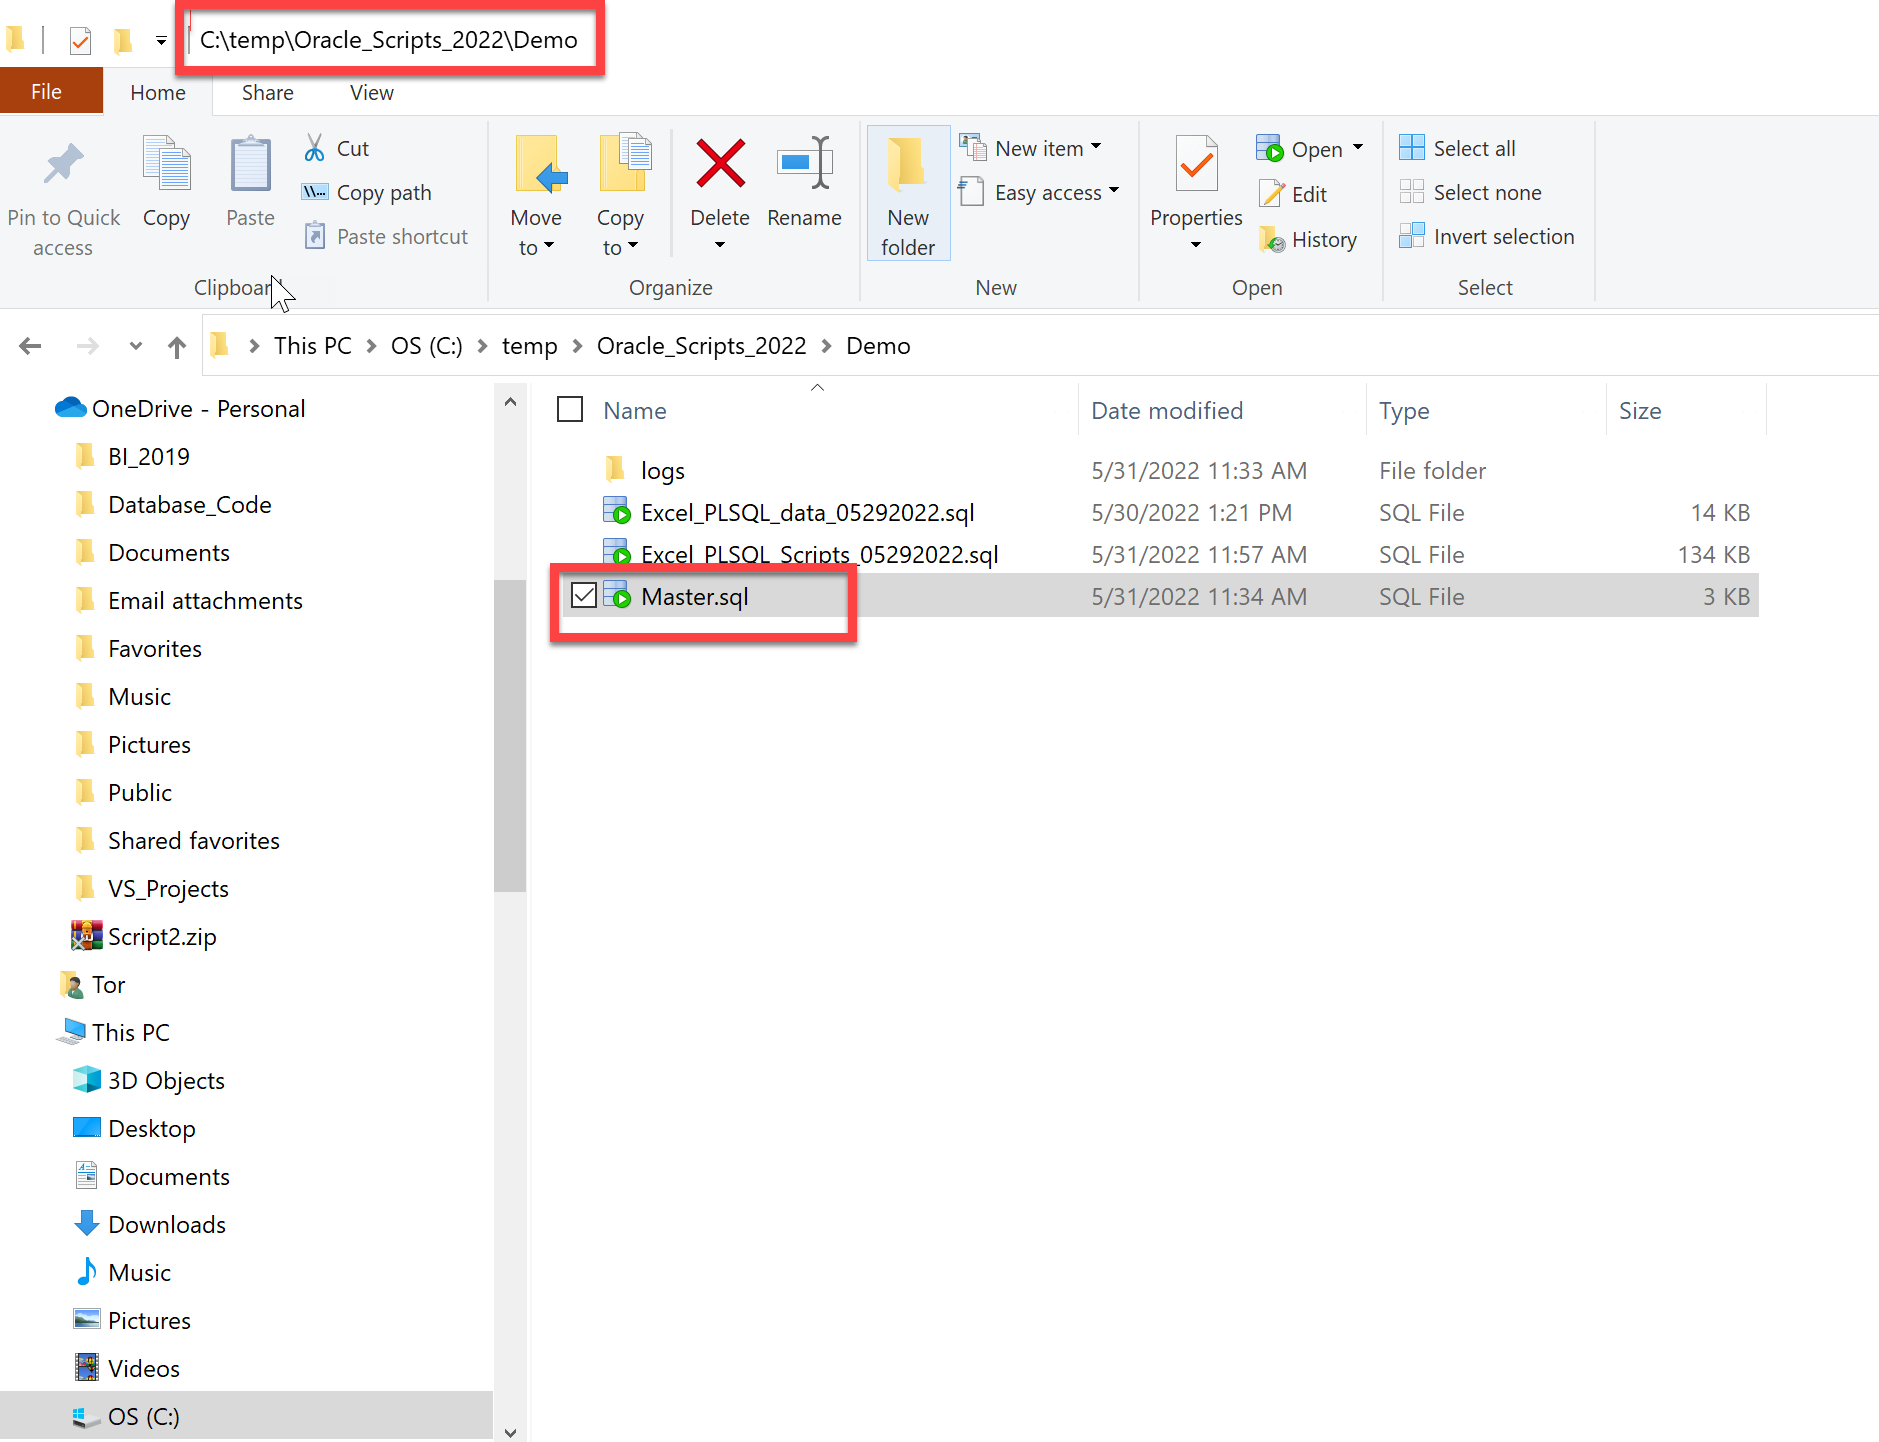 C:\temp\Oracle_Scripts_2022\Demo
File Home Share View
Pin to Quick access
Copy
Paste
Cut
Copy path
Paste shortcut
Clipboard
Move to
Copy to
Delete
Rename
Organize
New folder
New item
Easy access
New
Properties
Open
Edit
History
Open
Select all
Select none
Invert selection
Select
This PC OS (C:) temp Oracle_Scripts_2022 Demo
OneDrive - Personal
BI_2019
Database_Code
Documents
Email attachments
Favorites
Music
Pictures
Public
Shared favorites
VS_Projects
Script2.zip
Tor
This PC
3D Objects
Desktop
Documents
Downloads
Music
Pictures
Videos
OS (C:)
Name Date modified Type Size
logs 5/31/2022 11:33 AM File folder
Excel_PLSQL_data_05292022.sql 5/30/2022 1:21 PM SQL File 14 KB
Excel_PLSQL_Scripts_05292022.sql 5/31/2022 11:57 AM SQL File 134 KB
Master.sql 5/31/2022 11:34 AM SQL File 3 KB